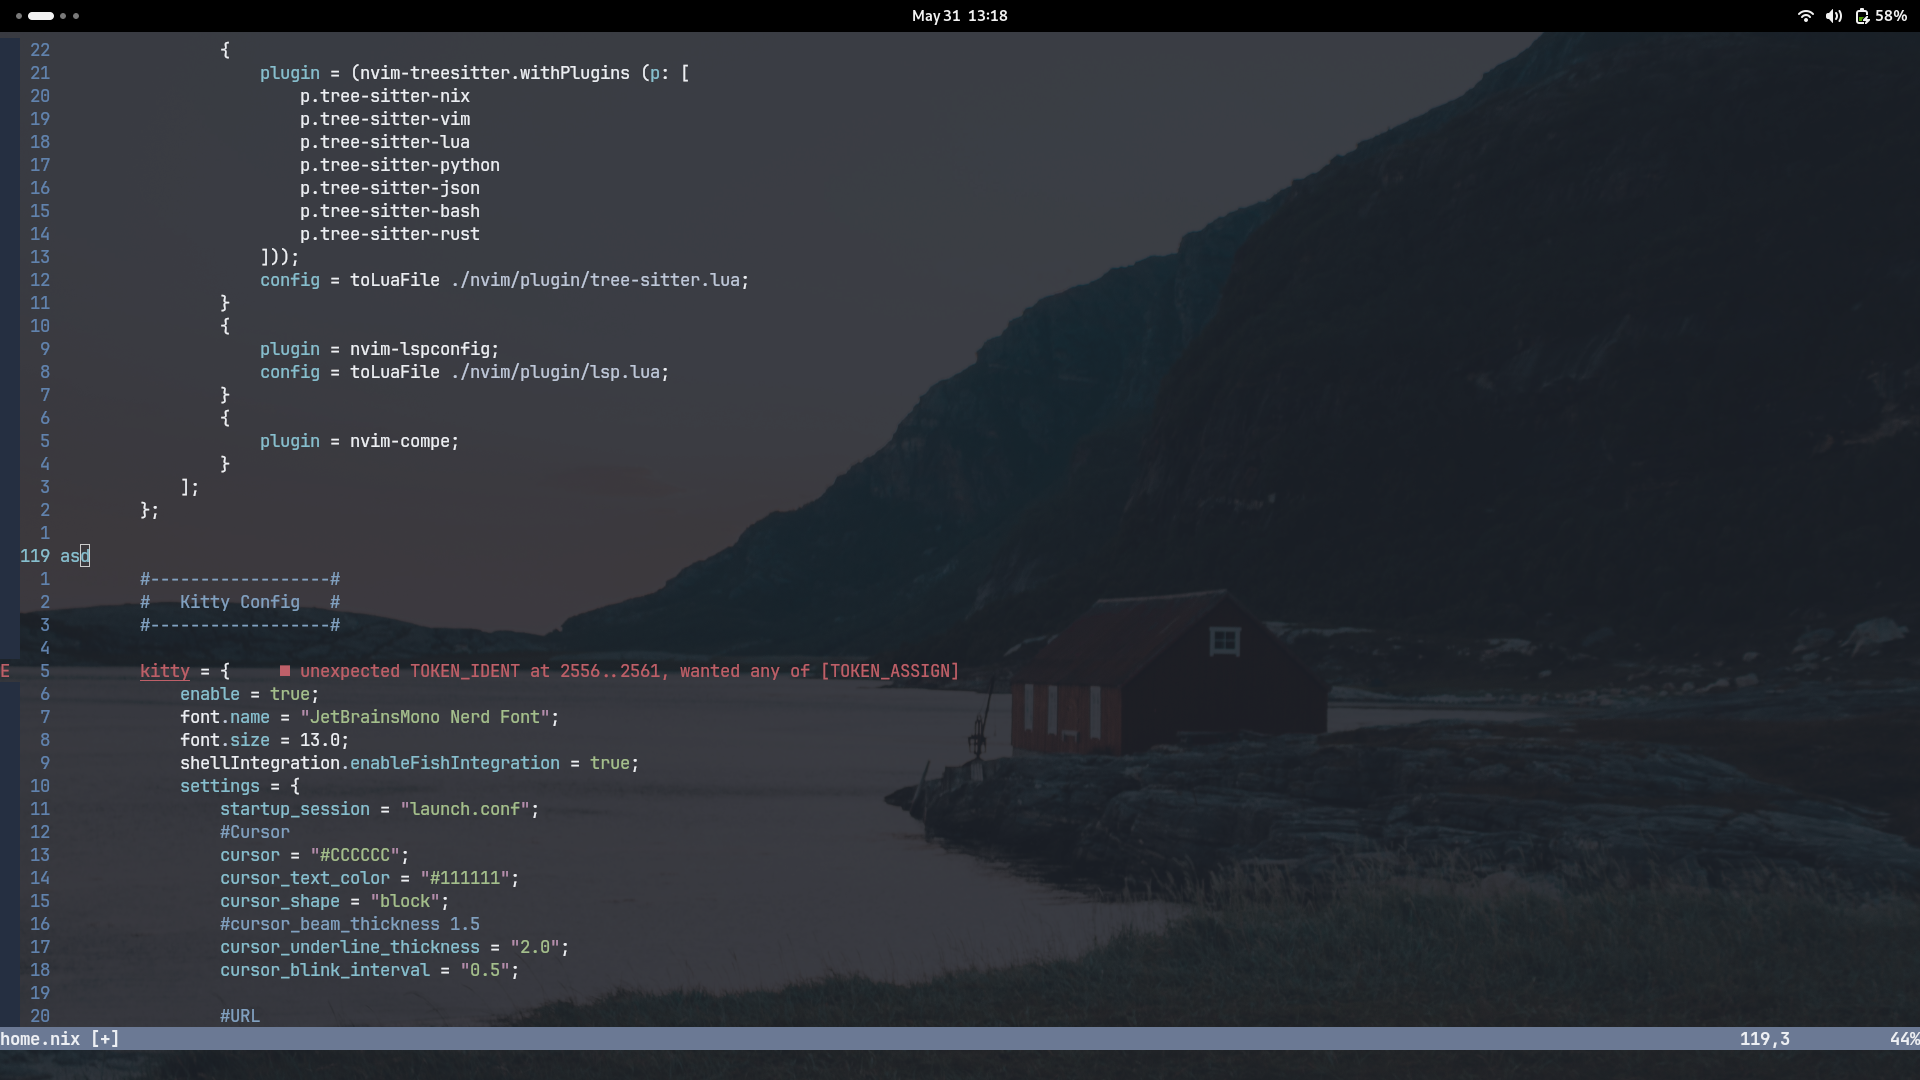 May 31 13:18
58%
22 {
21 plugin = (nvim-treesitter.withPlugins (p: [
20 p.tree-sitter-nix
19 p.tree-sitter-vim
18 p.tree-sitter-lua
17 p.tree-sitter-python
16 p.tree-sitter-json
15 p.tree-sitter-bash
14 p.tree-sitter-rust
13 ]));
12 config = toLuaFile ./nvim/plugin/tree-sitter.lua;
11 }
10 {
9 plugin = nvim-lspconfig;
8 config = toLuaFile ./nvim/plugin/lsp.lua;
7 }
6 {
5 plugin = nvim-compe;
4 }
3 ];
2 };
1
119 asd
1 #------------------#
2 # Kitty Config #
3 #------------------#
4
E 5 kitty = { ■ unexpected TOKEN_IDENT at 2556..2561, wanted any of [TOKEN_ASSIGN]
6 enable = true;
7 font.name = "JetBrainsMono Nerd Font";
8 font.size = 13.0;
9 shellIntegration.enableFishIntegration = true;
10 settings = {
11 startup_session = "launch.conf";
12 #Cursor
13 cursor = "#CCCCCC";
14 cursor_text_color = "#111111";
15 cursor_shape = "block";
16 #cursor_beam_thickness 1.5
17 cursor_underline_thickness = "2.0";
18 cursor_blink_interval = "0.5";
19
20 #URL
home.nix [+] 119,3 44%